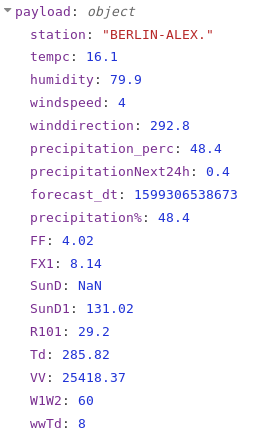 payload: object
station: "BERLIN-ALEX."
tempc: 16.1
humidity: 79.9
windspeed: 4
winddirection: 292.8
precipitation_perc: 48.4
precipitationNext24h: 0.4
forecast_dt: 1599306538673
precipitation%: 48.4
FF: 4.02
FX1: 8.14
SunD: NaN
SunD1: 131.02
R101: 29.2
Td: 285.82
VV: 25418.37
W1W2: 60
wwTd: 8